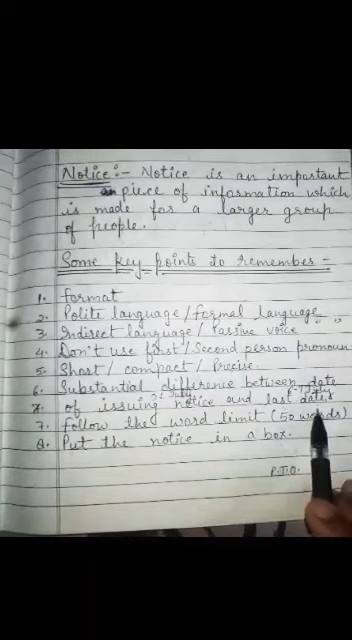 Notice :- Notice is an important
piece of information which
is made for a larger group
of people.
Some key points to remember -
1. Format
2. Polite language / formal language
3. Indirect language / Passive voice " "
4. Don't use first / second person pronoun
5. Short / compact / Precise.
6. Substantial difference between date
of issuing notice and last dates
7. Follow the word limit (50 words)
8. Put the notice in a box.
P.T.O.